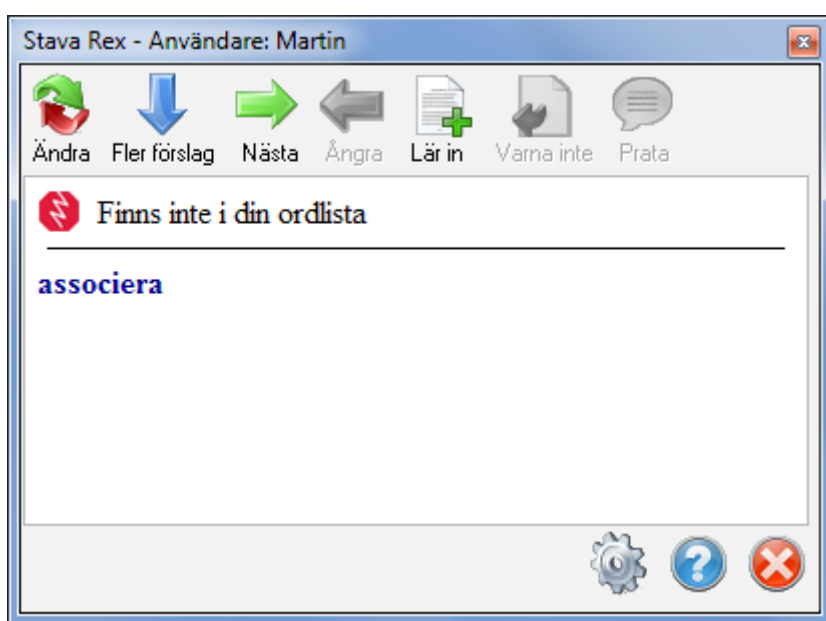 Stava Rex - Användare: Martin
Ändra Fler förslag Nästa Ångra Lär in Varna inte Prata
Finns inte i din ordlista
associera